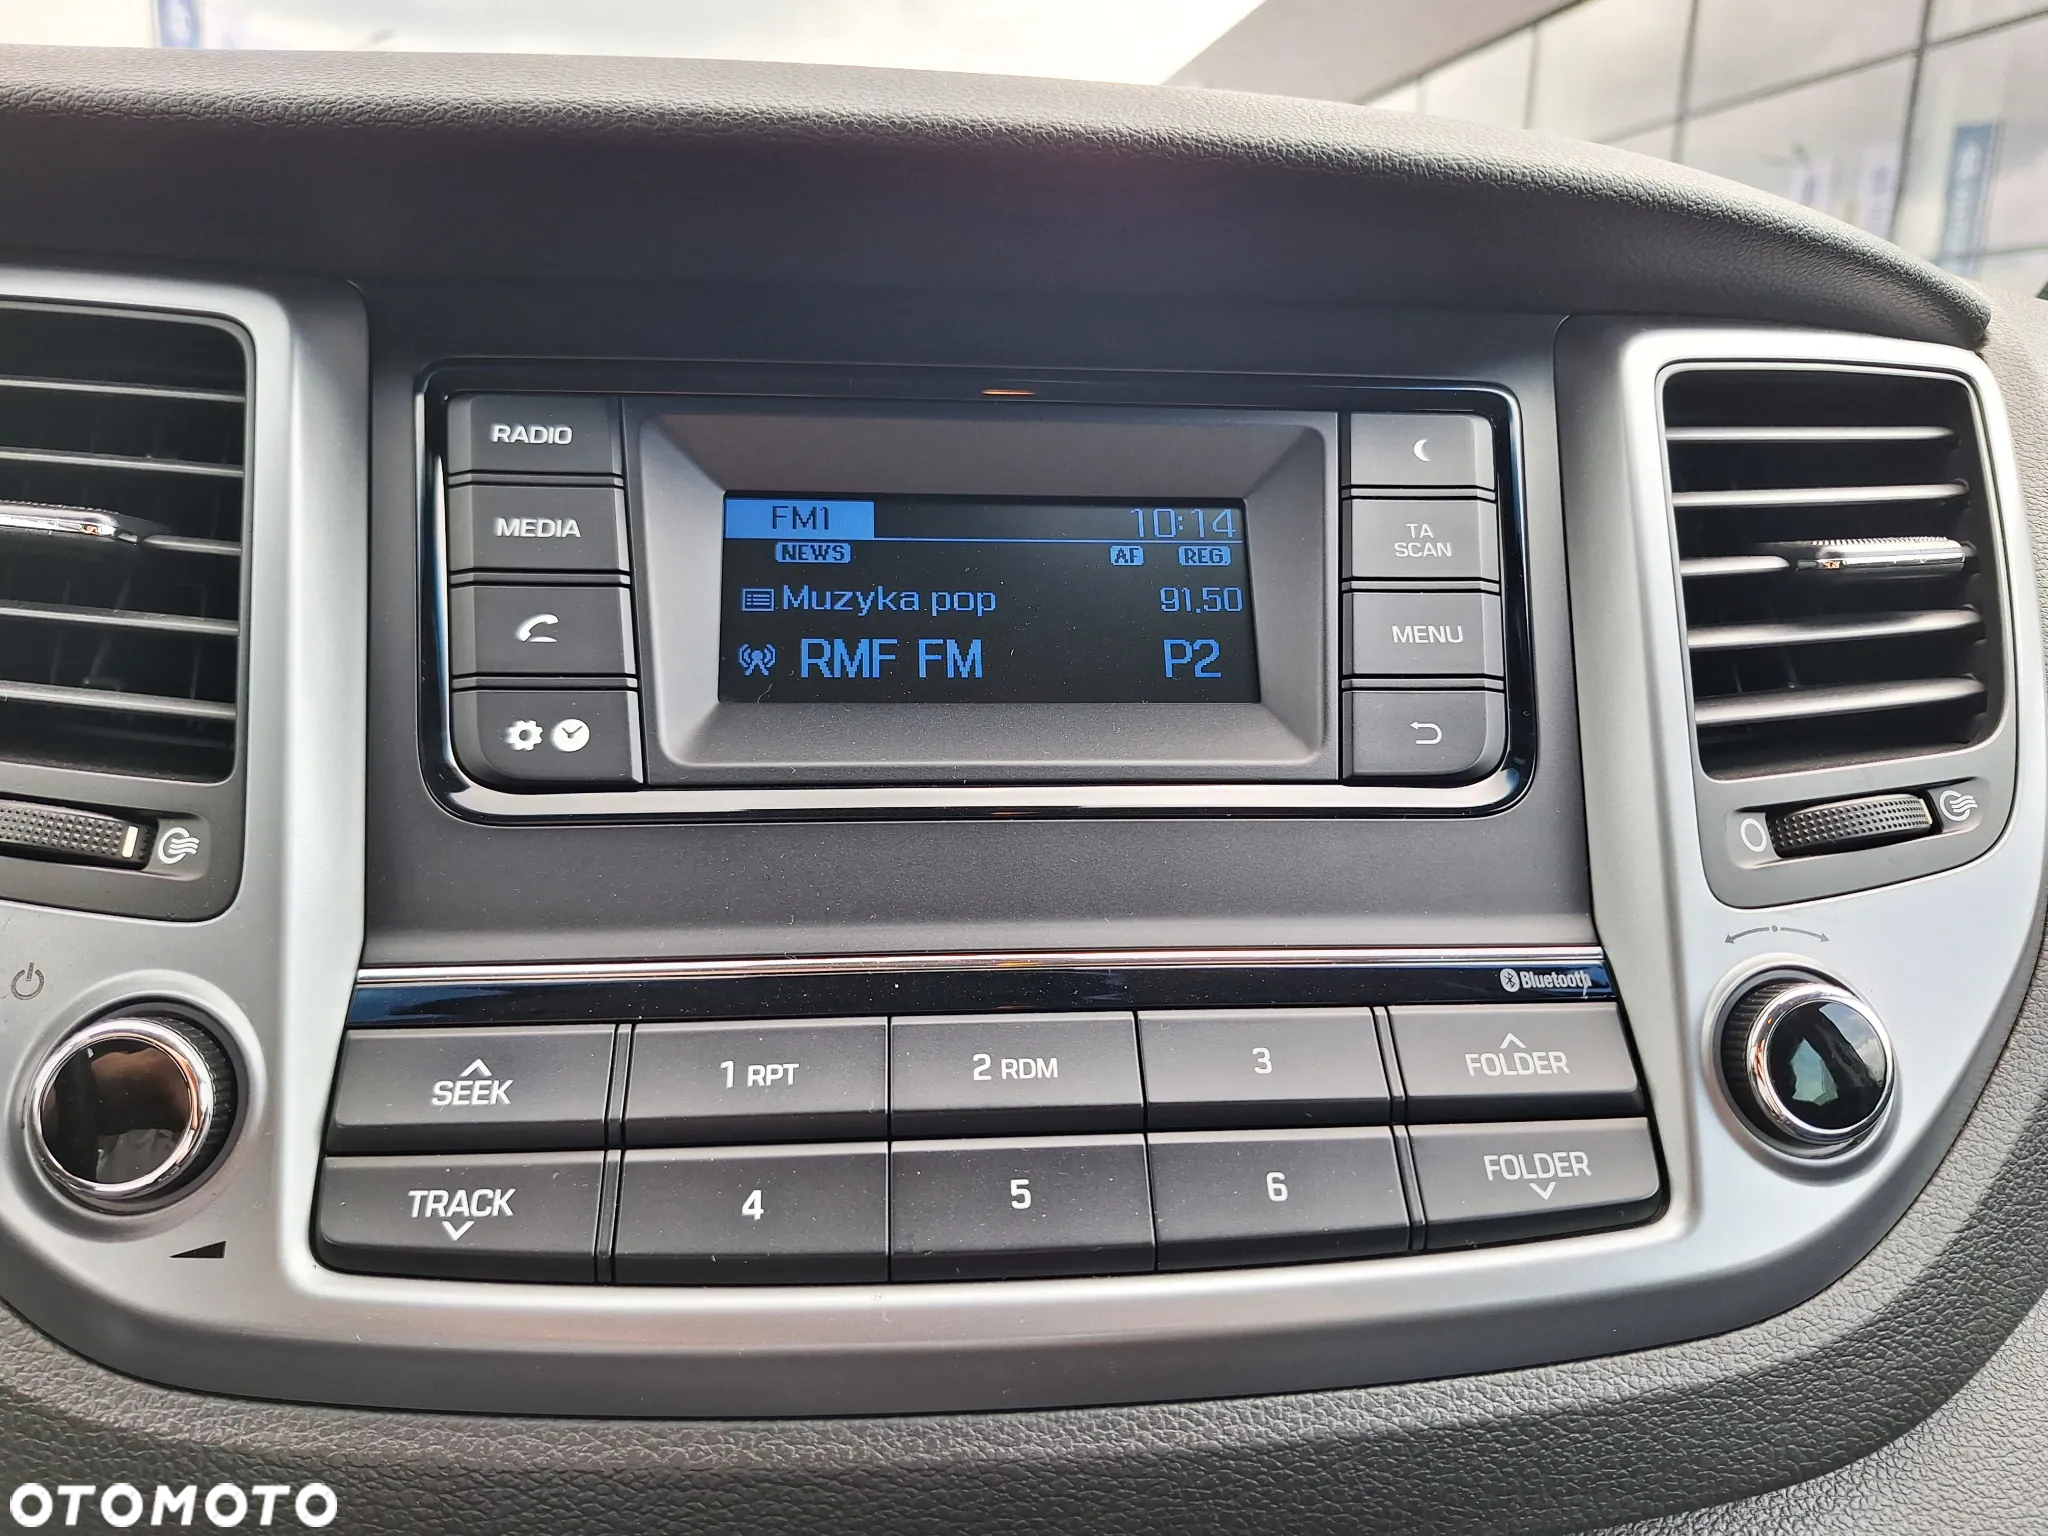 RADIO
MEDIA
FM1 10:14
NEWS AF REG
Muzyka pop 91.50
RMF FM P2
TA
SCAN
MENU
Bluetooth
SEEK
1 RPT
2 RDM
3
FOLDER
TRACK
4
5
6
FOLDER
OTOMOTO